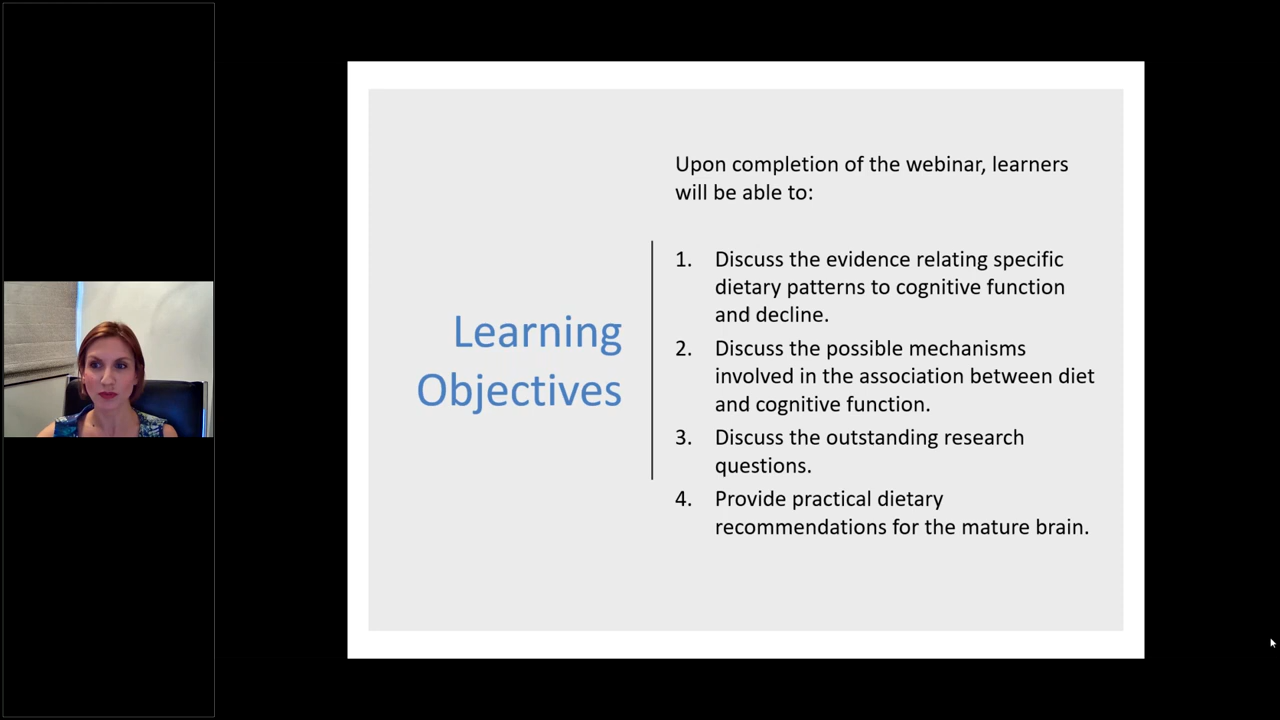 Learning
Objectives
Upon completion of the webinar, learners
will be able to:
1. Discuss the evidence relating specific
dietary patterns to cognitive function
and decline.
2. Discuss the possible mechanisms
involved in the association between diet
and cognitive function.
3. Discuss the outstanding research
questions.
4. Provide practical dietary
recommendations for the mature brain.